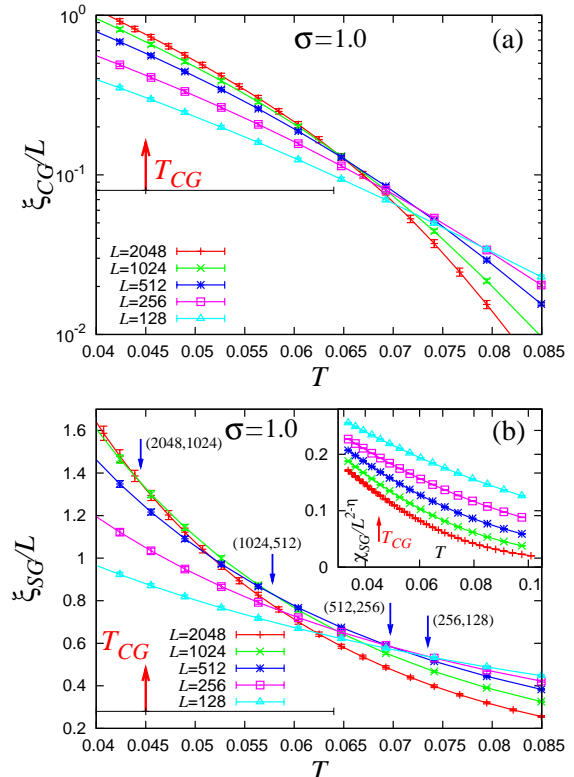 σ=1.0
(a)
10^0
10^-1
10^-2
ξ_CG/L
T_CG
L=2048
L=1024
L=512
L=256
L=128
0.04 0.045 0.05 0.055 0.06 0.065 0.07 0.075 0.08 0.085
T
σ=1.0
(b)
1.6
1.4
1.2
1.0
0.8
0.6
0.4
0.2
ξ_SG/L
(2048,1024)
(1024,512)
(512,256)
(256,128)
T_CG
L=2048
L=1024
L=512
L=256
L=128
0.2
0.1
0
χ_SG/L^2-η
T_CG
T
0.04 0.06 0.08 0.1
0.04 0.045 0.05 0.055 0.06 0.065 0.07 0.075 0.08 0.085
T